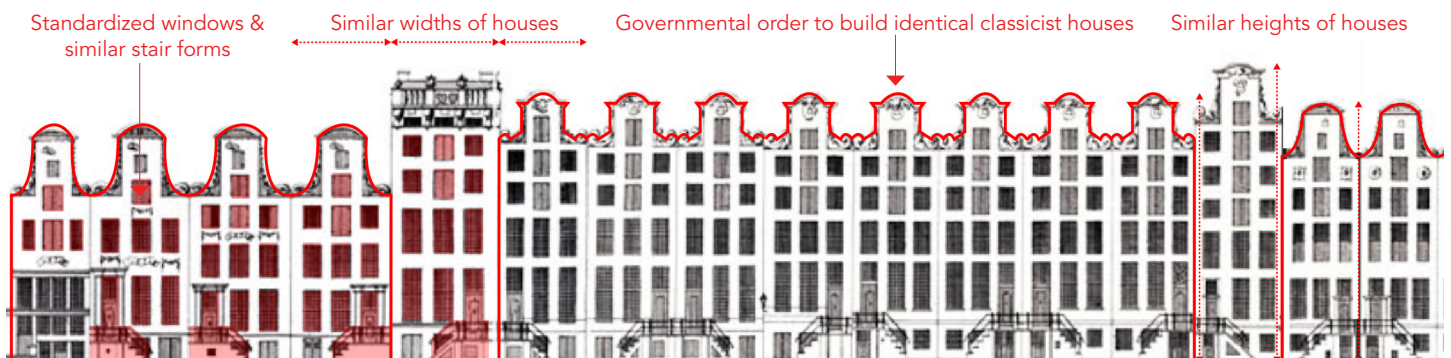 Standardized windows &
similar stair forms
Similar widths of houses
Governmental order to build identical classicist houses
Similar heights of houses